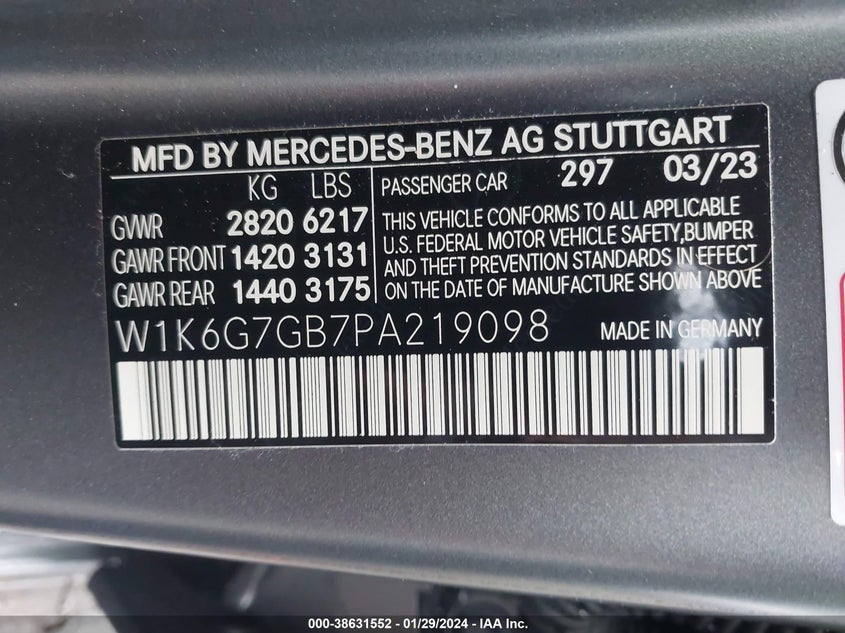 MFD BY MERCEDES-BENZ AG STUTTGART
KG LBS
GVWR 2820 6217
GAWR FRONT 1420 3131
GAWR REAR 1440 3175
PASSENGER CAR 297 03/23
THIS VEHICLE CONFORMS TO ALL APPLICABLE
U.S. FEDERAL MOTOR VEHICLE SAFETY,BUMPER
AND THEFT PREVENTION STANDARDS IN EFFECT
ON THE DATE OF MANUFACTURE SHOWN ABOVE
W1K6G7GB7PA219098 MADE IN GERMANY
000-38631552 / 01/29/2024 - IAA Inc.